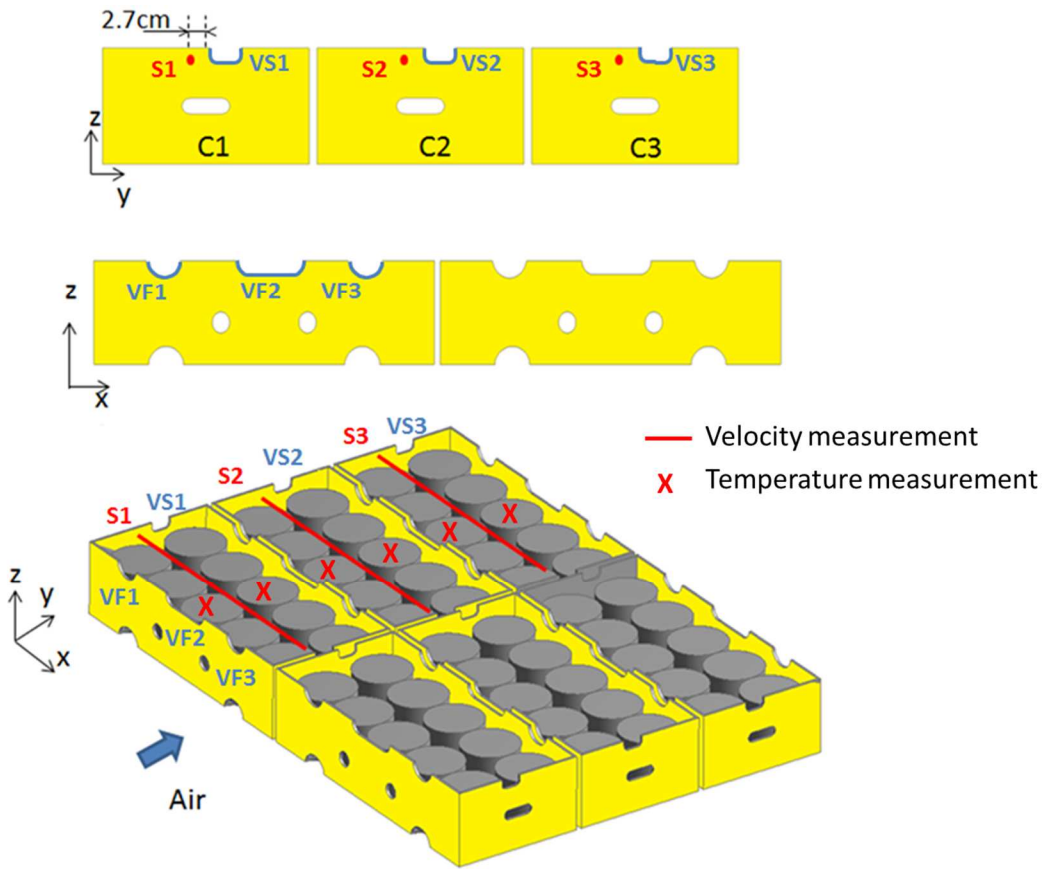 2.7cm
S1 VS1 S2 VS2 S3 VS3
z C1 C2 C3
y
z VF1 VF2 VF3
x
S3 VS3
S2 VS2
S1 VS1
Velocity measurement
X Temperature measurement
X X
X X
X X
z y x
VF1
VF2
VF3
Air